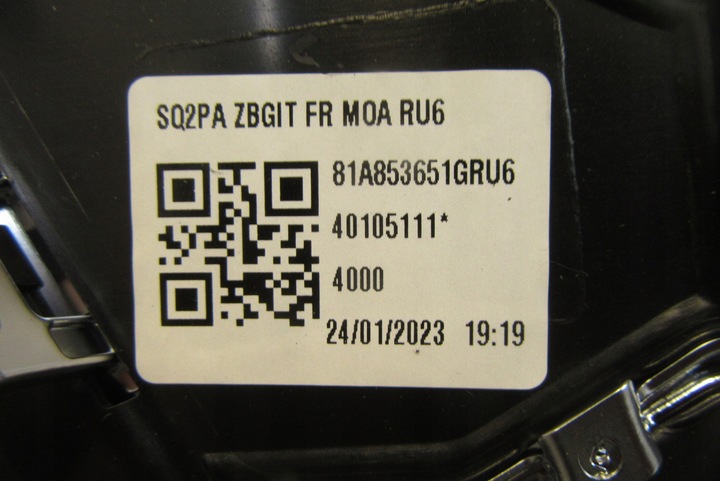 SQ2PA ZBGIT FR MOA RU6
81A853651GRU6
40105111*
4000
24/01/2023 19:19